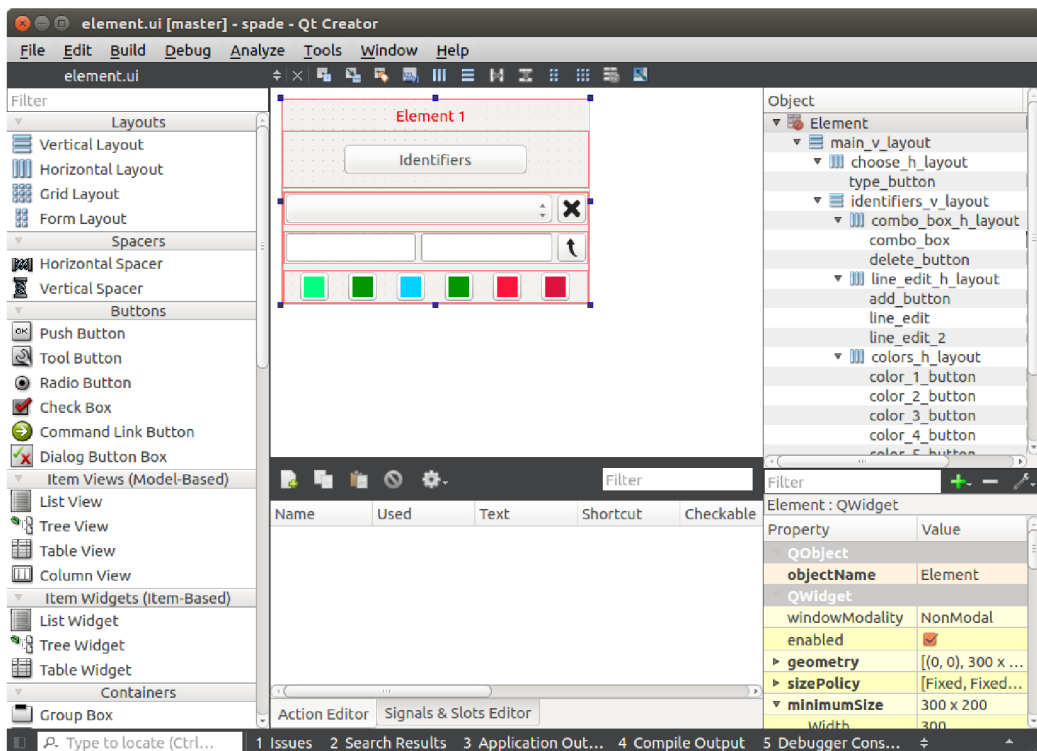 element.ui [master] - spade - Qt Creator
File Edit Build Debug Analyze Tools Window Help
element.ui
Filter
Layouts
Vertical Layout
Horizontal Layout
Grid Layout
Form Layout
Spacers
Horizontal Spacer
Vertical Spacer
Buttons
OK Push Button
Tool Button
Radio Button
Check Box
Command Link Button
Dialog Button Box
Item Views (Model-Based)
List View
Tree View
Table View
Column View
Item Widgets (Item-Based)
List Widget
Tree Widget
Table Widget
Containers
Group Box
Element 1
Identifiers
Filter
Name Used Text Shortcut Checkable
Action Editor Signals & Slots Editor
Object
Element
main_v_layout
choose_h_layout
type_button
identifiers_v_layout
combo_box_h_layout
combo_box
delete_button
line_edit_h_layout
add_button
line_edit
line_edit_2
colors_h_layout
color_1_button
color_2_button
color_3_button
color_4_button
color_5_button
Filter
Element : QWidget
Property Value
QObject
objectName Element
QWidget
windowModality NonModal
enabled
geometry [(0, 0), 300 x ...
sizePolicy [Fixed, Fixed...
minimumSize 300 x 200
Width 300
Type to locate (Ctrl... 1 Issues 2 Search Results 3 Application Out... 4 Compile Output 5 Debugger Cons...